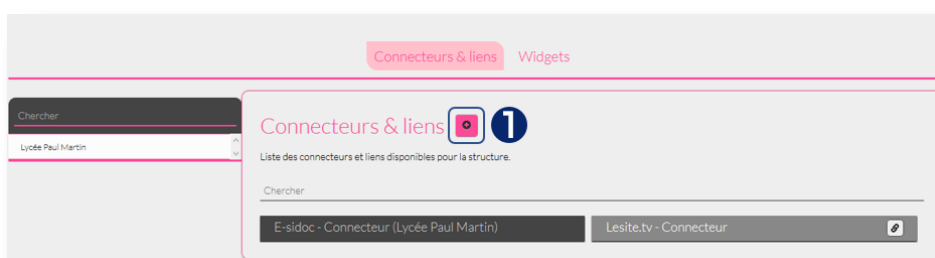 Connecteurs & liens Widgets
Chercher
Lycée Paul Martin
Connecteurs & liens 1
Liste des connecteurs et liens disponibles pour la structure.
Chercher
E-sidoc - Connecteur (Lycée Paul Martin) Lesite.tv - Connecteur